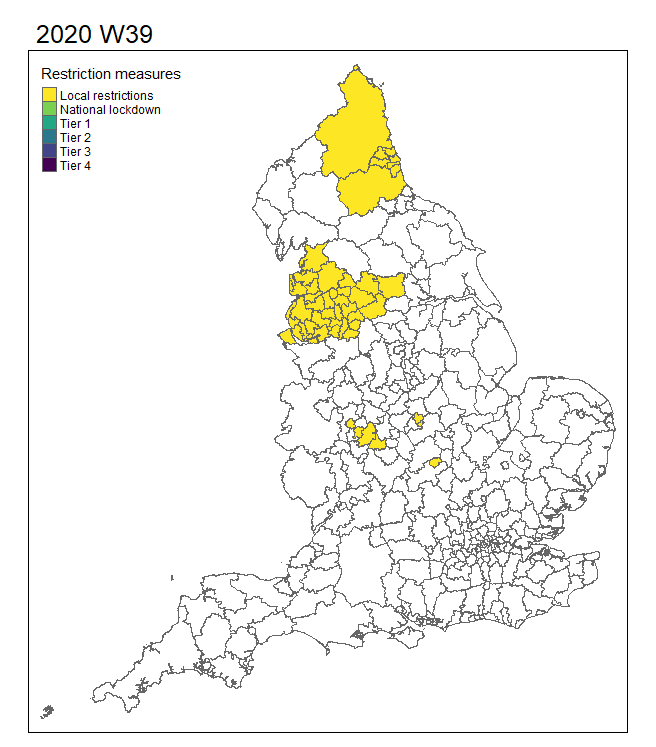 2020 W39
Restriction measures
Local restrictions
National lockdown
Tier 1
Tier 2
Tier 3
Tier 4